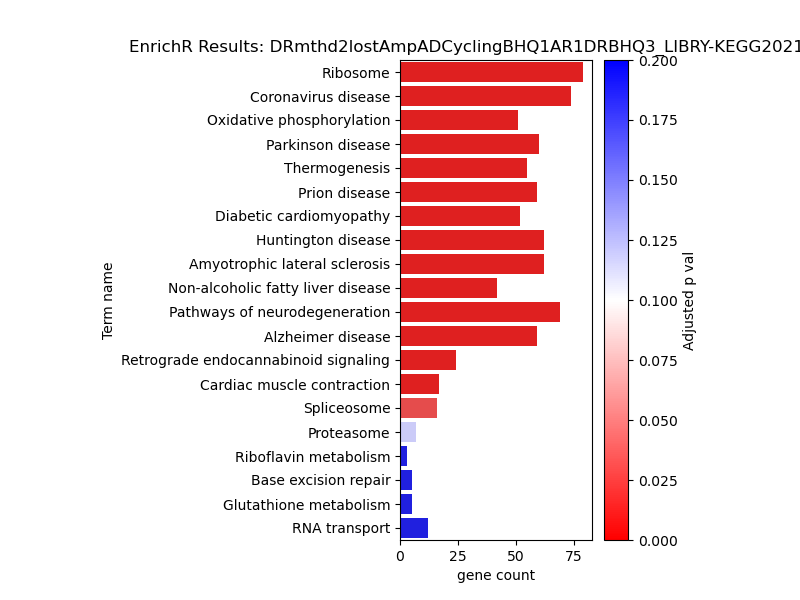 EnrichR Results: DRmthd2lostAmpADCyclingBHQ1AR1DRBHQ3_LIBRY-KEGG2021
Ribosome
Coronavirus disease
Oxidative phosphorylation
Parkinson disease
Thermogenesis
Prion disease
Diabetic cardiomyopathy
Huntington disease
Amyotrophic lateral sclerosis
Non-alcoholic fatty liver disease
Pathways of neurodegeneration
Alzheimer disease
Retrograde endocannabinoid signaling
Cardiac muscle contraction
Spliceosome
Proteasome
Riboflavin metabolism
Base excision repair
Glutathione metabolism
RNA transport
Term name
0 25 50 75
gene count
0.200
0.175
0.150
0.125
0.100
0.075
0.050
0.025
0.000
Adjusted p val